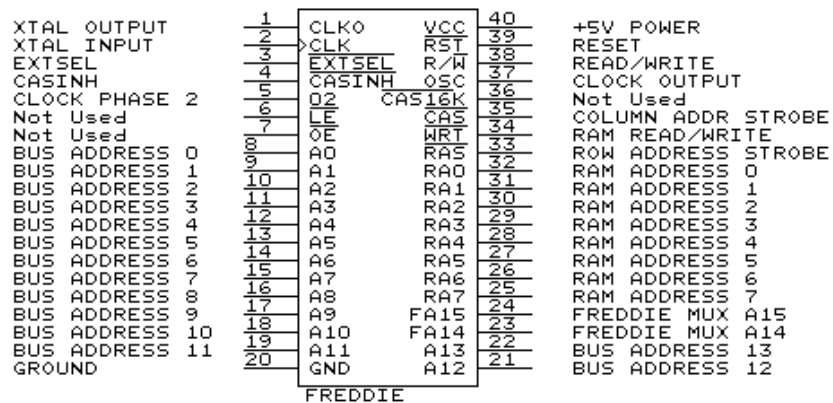 XTAL OUTPUT 1 CLKO VCC 40 +5V POWER
XTAL INPUT 2 CLK RST 39 RESET
EXTSEL 3 EXTSEL R/W 38 READ/WRITE
CASINH 4 CASINH OSC 37 CLOCK OUTPUT
CLOCK PHASE 2 5 O2 CAS16K 36 Not Used
Not Used 6 LE CAS 35 COLUMN ADDR STROBE
Not Used 7 OE WRT 34 RAM READ/WRITE
BUS ADDRESS 0 8 A0 RAS 33 ROW ADDRESS STROBE
BUS ADDRESS 1 9 A1 RA0 32 RAM ADDRESS 0
BUS ADDRESS 2 10 A2 RA1 31 RAM ADDRESS 1
BUS ADDRESS 3 11 A3 RA2 30 RAM ADDRESS 2
BUS ADDRESS 4 12 A4 RA3 29 RAM ADDRESS 3
BUS ADDRESS 5 13 A5 RA4 28 RAM ADDRESS 4
BUS ADDRESS 6 14 A6 RA5 27 RAM ADDRESS 5
BUS ADDRESS 7 15 A7 RA6 26 RAM ADDRESS 6
BUS ADDRESS 8 16 A8 RA7 25 RAM ADDRESS 7
BUS ADDRESS 9 17 A9 FA15 24 FREDDIE MUX A15
BUS ADDRESS 10 18 A10 FA14 23 FREDDIE MUX A14
BUS ADDRESS 11 19 A11 A13 22 BUS ADDRESS 13
GROUND 20 GND A12 21 BUS ADDRESS 12
FREDDIE